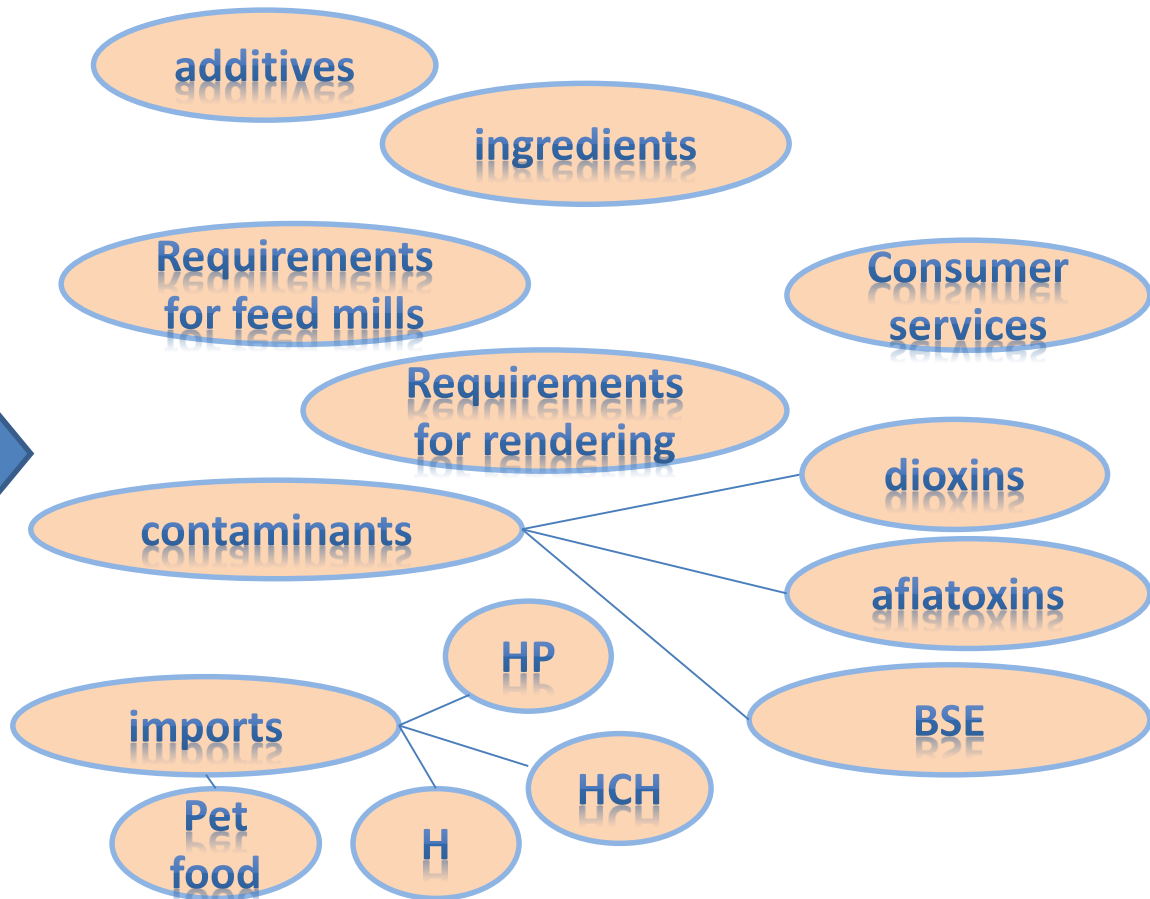 additives
ingredients
Requirements
for feed mills
Consumer
services
Requirements
for rendering
dioxins
contaminants
aflatoxins
HP
BSE
imports
HCH
Pet
food
H